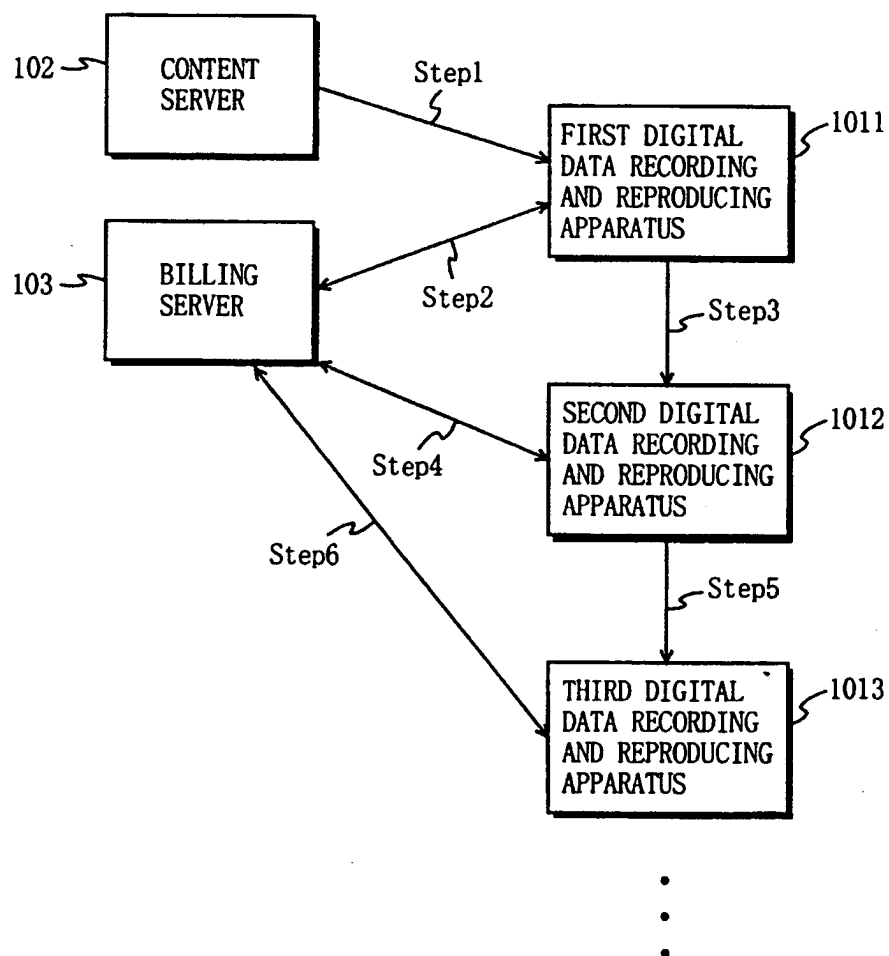 102
CONTENT
SERVER
Step1
FIRST DIGITAL
DATA RECORDING
AND REPRODUCING
APPARATUS
1011
103
BILLING
SERVER
Step2
Step3
Step4
SECOND DIGITAL
DATA RECORDING
AND REPRODUCING
APPARATUS
1012
Step6
Step5
THIRD DIGITAL
DATA RECORDING
AND REPRODUCING
APPARATUS
1013